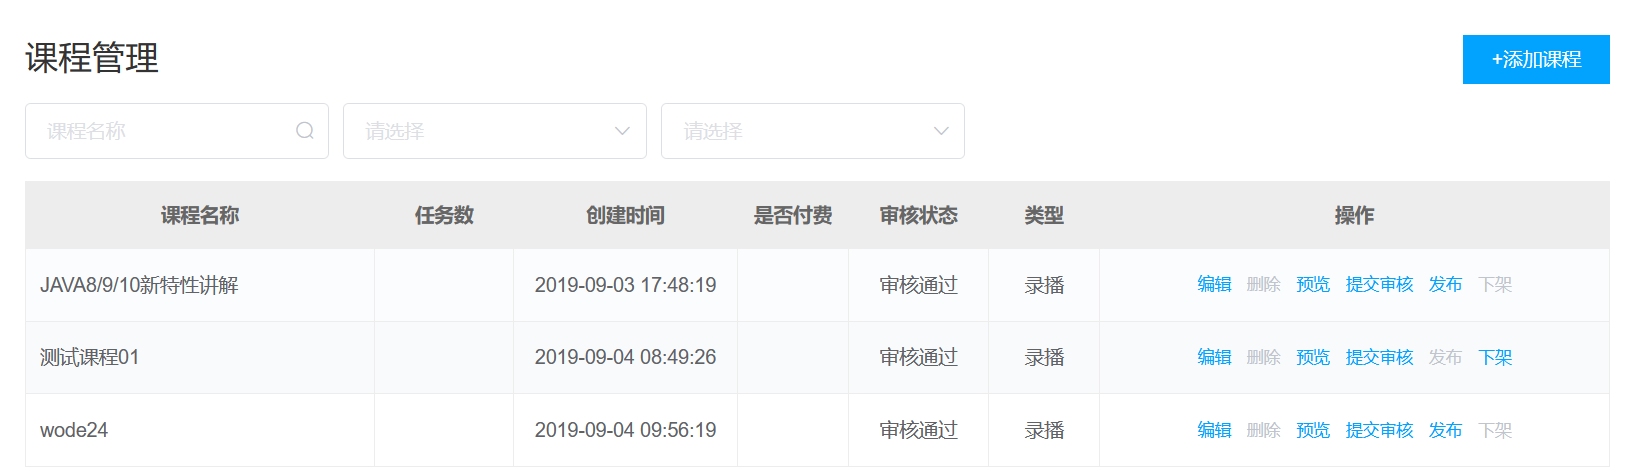 课程管理
+添加课程
课程名称 请选择 请选择
课程名称 任务数 创建时间 是否付费 审核状态 类型 操作
JAVA8/9/10新特性讲解 2019-09-03 17:48:19 审核通过 录播 编辑 删除 预览 提交审核 发布 下架
测试课程01 2019-09-04 08:49:26 审核通过 录播 编辑 删除 预览 提交审核 发布 下架
wode24 2019-09-04 09:56:19 审核通过 录播 编辑 删除 预览 提交审核 发布 下架